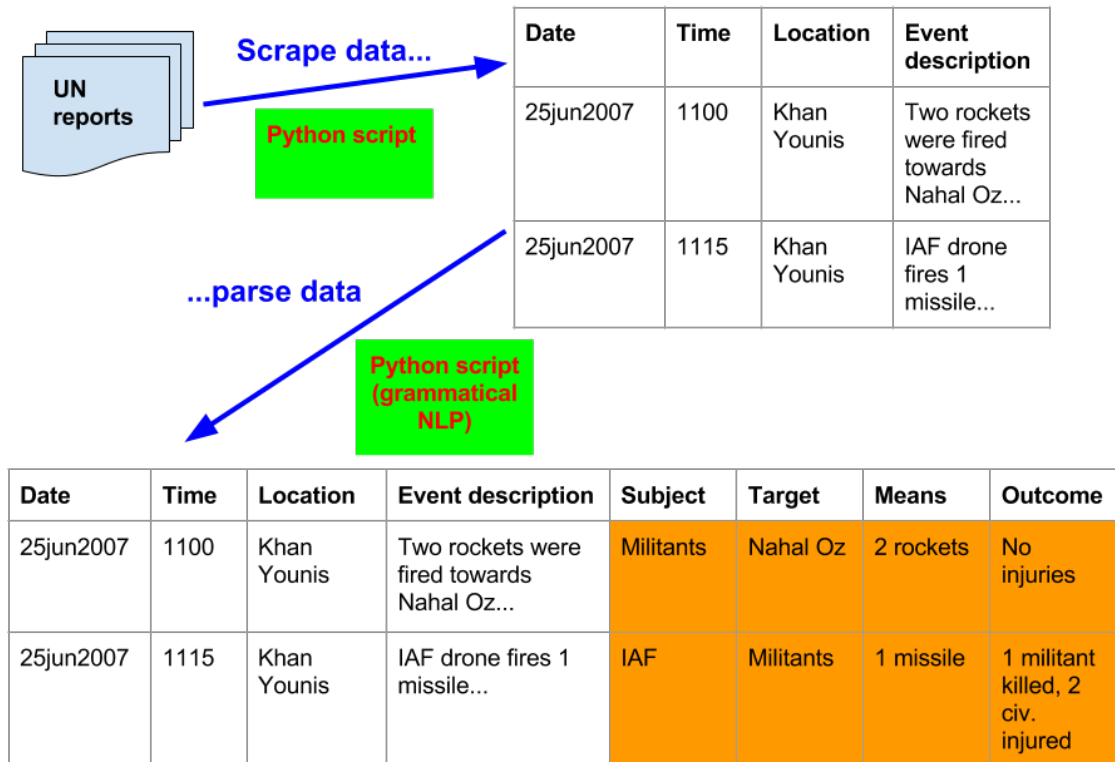 Scrape data...
UN
reports
Python script
Date Time Location Event
description
25jun2007 1100 Khan
Younis
Two rockets
were fired
towards
Nahal Oz...
25jun2007 1115 Khan
Younis
IAF drone
fires 1
missile...
...parse data
Python script
(grammatical
NLP)
Date Time Location Event description Subject Target Means Outcome
25jun2007 1100 Khan
Younis
Two rockets were
fired towards
Nahal Oz...
Militants Nahal Oz 2 rockets No
injuries
25jun2007 1115 Khan
Younis
IAF drone fires 1
missile...
IAF Militants 1 missile 1 militant
killed, 2
civ.
injured